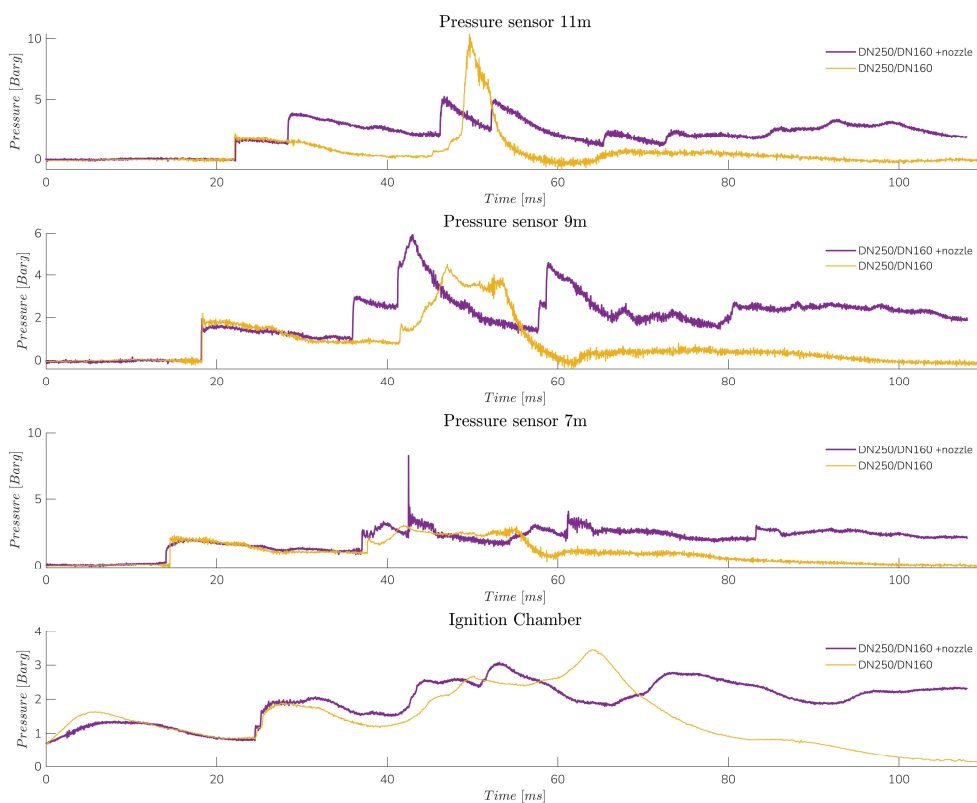 Pressure sensor 11m
Pressure [Barg]
10
5
0
DN250/DN160 +nozzle
DN250/DN160
0 20 40 60 80 100
Time [ms]
Pressure sensor 9m
Pressure [Barg]
6
4
2
0
DN250/DN160 +nozzle
DN250/DN160
0 20 40 60 80 100
Time [ms]
Pressure sensor 7m
Pressure [Barg]
10
5
0
DN250/DN160 +nozzle
DN250/DN160
0 20 40 60 80 100
Time [ms]
Ignition Chamber
Pressure [Barg]
4
3
2
1
0
DN250/DN160 +nozzle
DN250/DN160
0 20 40 60 80 100
Time [ms]